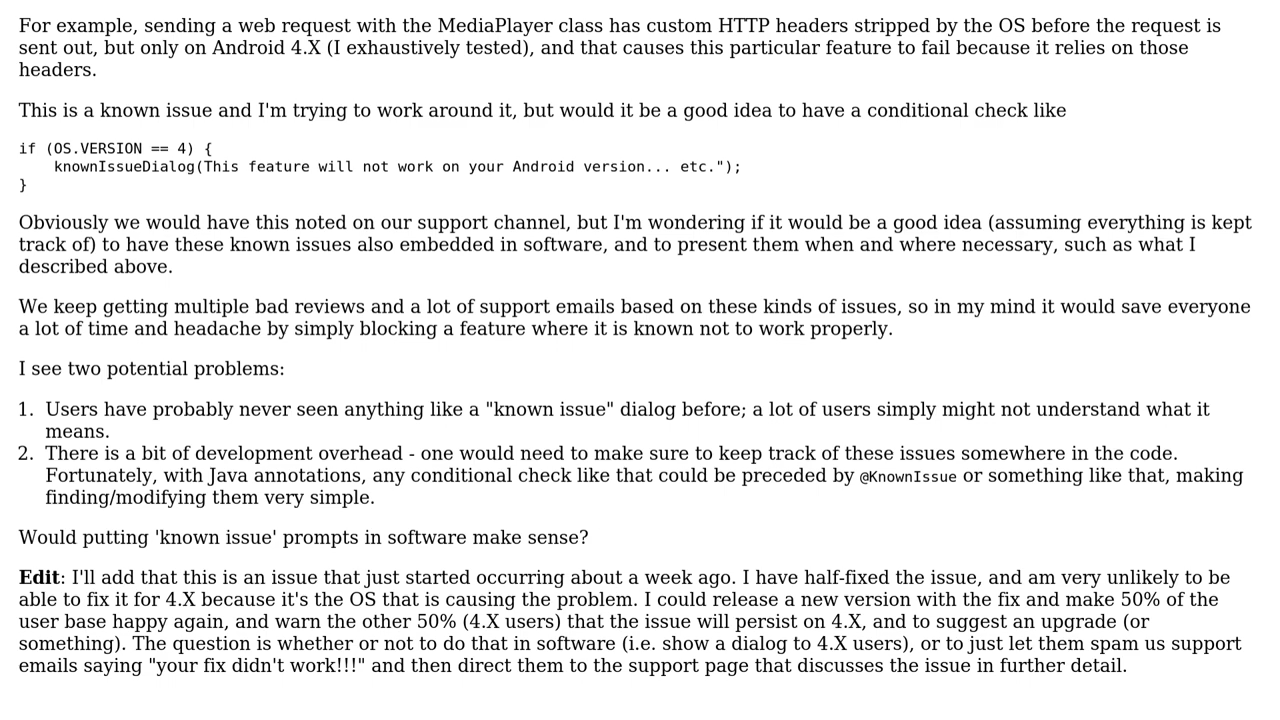 For example, sending a web request with the MediaPlayer class has custom HTTP headers stripped by the OS before the request is
sent out, but only on Android 4.X (I exhaustively tested), and that causes this particular feature to fail because it relies on those
headers.
This is a known issue and I'm trying to work around it, but would it be a good idea to have a conditional check like
if (OS.VERSION == 4) {
    knownIssueDialog(This feature will not work on your Android version... etc.");
}
Obviously we would have this noted on our support channel, but I'm wondering if it would be a good idea (assuming everything is kept
track of) to have these known issues also embedded in software, and to present them when and where necessary, such as what I
described above.
We keep getting multiple bad reviews and a lot of support emails based on these kinds of issues, so in my mind it would save everyone
a lot of time and headache by simply blocking a feature where it is known not to work properly.
I see two potential problems:
1. Users have probably never seen anything like a "known issue" dialog before; a lot of users simply might not understand what it
means.
2. There is a bit of development overhead - one would need to make sure to keep track of these issues somewhere in the code.
Fortunately, with Java annotations, any conditional check like that could be preceded by @KnownIssue or something like that, making
finding/modifying them very simple.
Would putting 'known issue' prompts in software make sense?
Edit: I'll add that this is an issue that just started occurring about a week ago. I have half-fixed the issue, and am very unlikely to be
able to fix it for 4.X because it's the OS that is causing the problem. I could release a new version with the fix and make 50% of the
user base happy again, and warn the other 50% (4.X users) that the issue will persist on 4.X, and to suggest an upgrade (or
something). The question is whether or not to do that in software (i.e. show a dialog to 4.X users), or to just let them spam us support
emails saying "your fix didn't work!!!" and then direct them to the support page that discusses the issue in further detail.